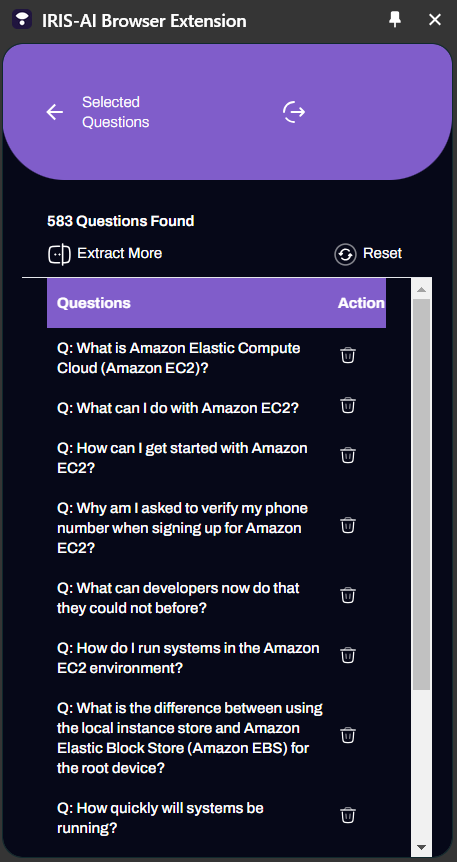 IRIS-AI Browser Extension
Selected
Questions
583 Questions Found
Extract More
Reset
Questions
Action
Q: What is Amazon Elastic Compute
Cloud (Amazon EC2)?
Q: What can I do with Amazon EC2?
Q: How can I get started with Amazon
EC2?
Q: Why am I asked to verify my phone
number when signing up for Amazon
EC2?
Q: What can developers now do that
they could not before?
Q: How do I run systems in the Amazon
EC2 environment?
Q: What is the difference between using
the local instance store and Amazon
Elastic Block Store (Amazon EBS) for
the root device?
Q: How quickly will systems be
running?